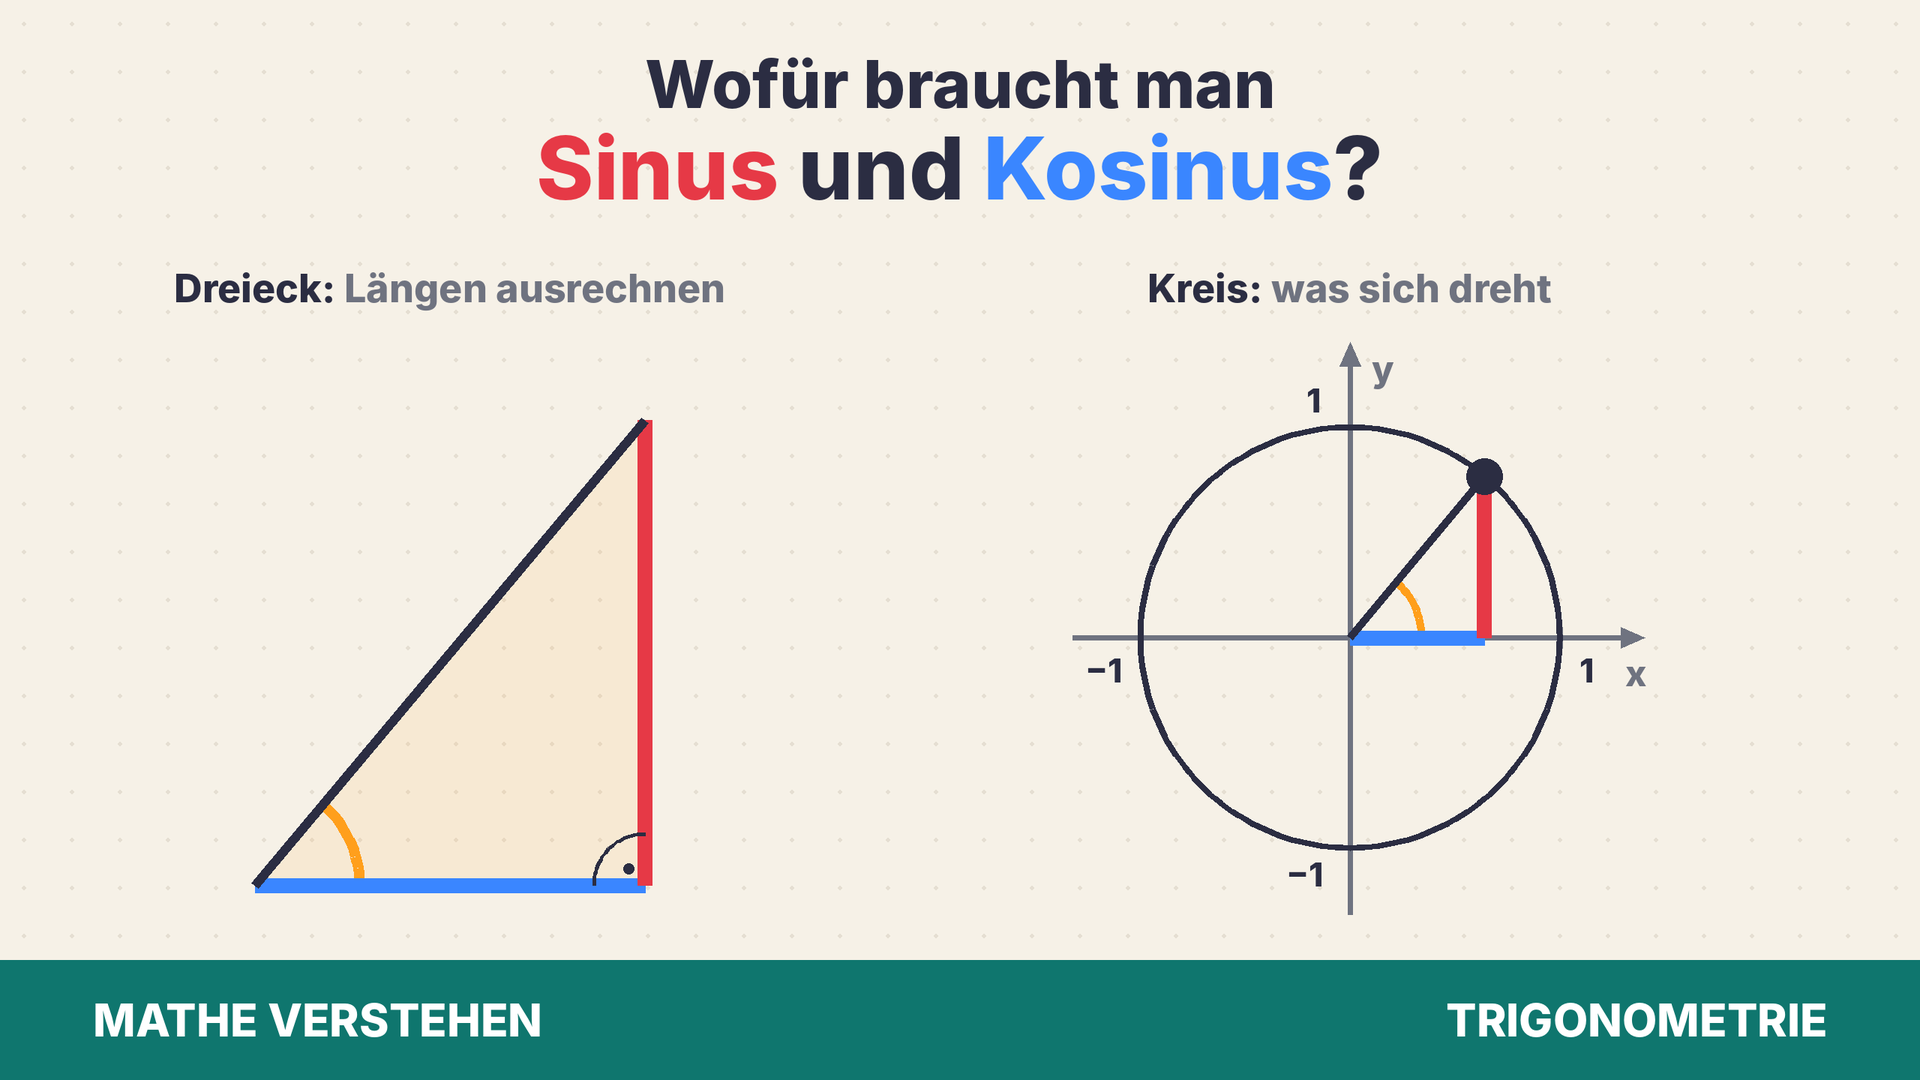 Wofür braucht man
Sinus und Kosinus?
Dreieck: Längen ausrechnen
Kreis: was sich dreht
y
1
−1
1
x
−1
MATHE VERSTEHEN
TRIGONOMETRIE